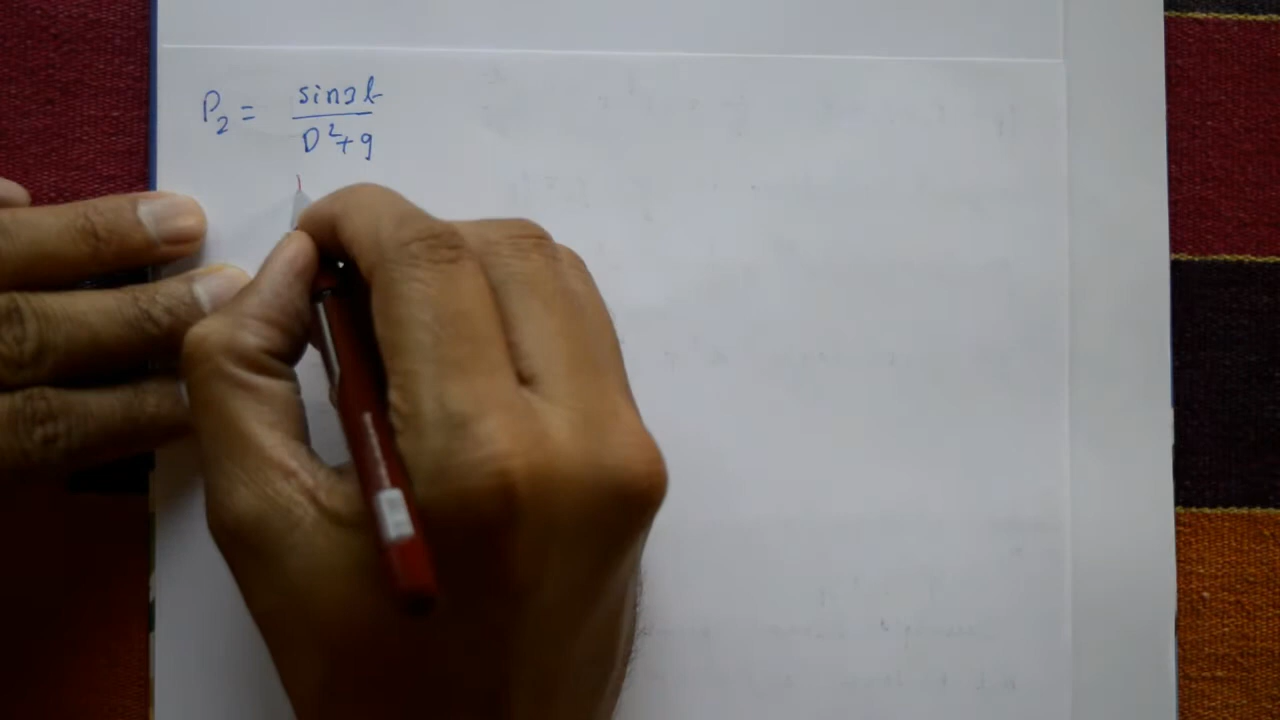 P₂ = sin3t / D²+9